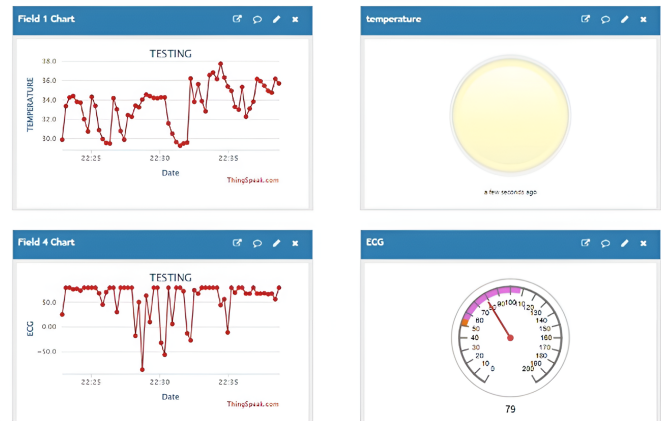 Field 1 Chart
TESTING
TEMPERATURE
38.0
36.0
34.0
32.0
30.0
22:25 22:30 22:35
Date
ThingSpeak.com
temperature
a few seconds ago
Field 4 Chart
TESTING
ECG
50.0
0.00
-50.0
22:25 22:30 22:35
Date
ThingSpeak.com
ECG
0
10
20
30
40
50
60
70
80
90
100
110
120
130
140
150
160
170
180
190
200
79